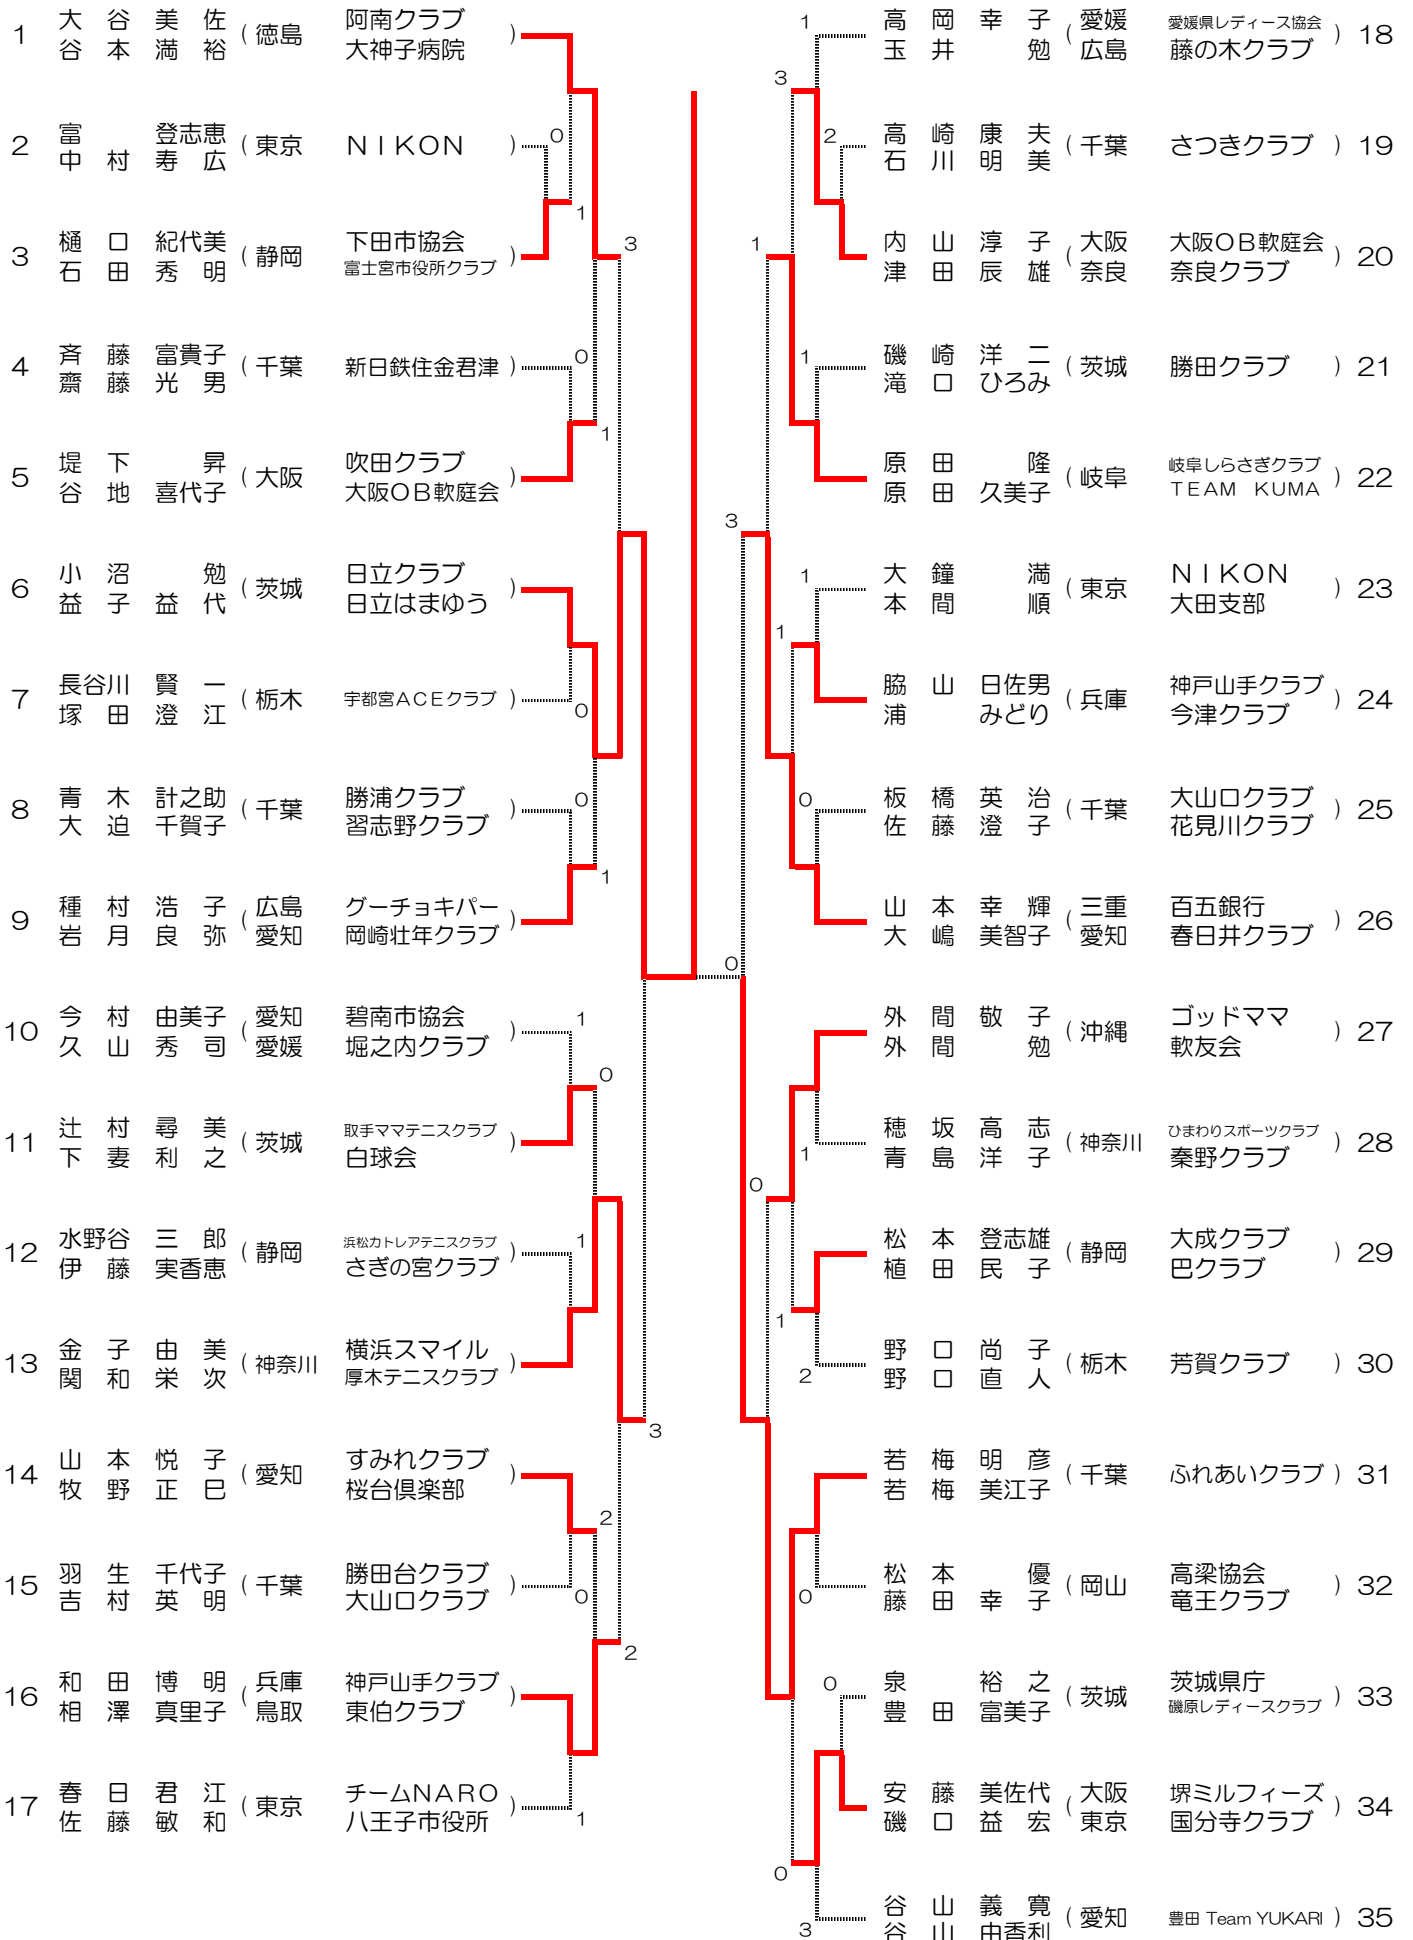 1 大谷美佐 (徳島 阿南クラブ )
谷本満裕 大神子病院
2 富登志恵 (東京 NIKON )
中村寿広
3 樋口紀代美 (静岡 下田市協会 )
石田秀明 富士宮市役所クラブ
4 斉藤富貴子 (千葉 新日鉄住金君津 )
齋藤光男
5 堤下昇 (大阪 吹田クラブ )
谷地喜代子 大阪OB軟庭会
6 小沼勉 (茨城 日立クラブ )
益子益代 日立はまゆう
7 長谷川賢一 (栃木 宇都宮ACEクラブ )
塚田澄江
8 青木計之助 (千葉 勝浦クラブ )
大迫千賀子 習志野クラブ
9 種村浩子 (広島 グーチョキパー )
岩月良弥 愛知 岡崎壮年クラブ
10 今村由美子 (愛知 碧南市協会 )
久山秀司 愛媛 堀之内クラブ
11 辻村尋美 (茨城 取手ママテニスクラブ )
下妻利之 白球会
12 水野谷三郎 (静岡 浜松カトレアテニスクラブ )
伊藤実香恵 さぎの宮クラブ
13 金子由美 (神奈川 横浜スマイル )
関和栄次 厚木テニスクラブ
14 山本悦子 (愛知 すみれクラブ )
牧野正巳 桜台倶楽部
15 羽生千代子 (千葉 勝田台クラブ )
吉村英明 大山口クラブ
16 和田博明 (兵庫 神戸山手クラブ )
相澤真里子 鳥取 東伯クラブ
17 春日君江 (東京 チームNARO )
佐藤敏和 八王子市役所
0
1
3
0
1
0
0
1
1
0
1
3
2
0
2
1
0
1
3
2
1
1
3
1
1
0
1
0
1
2
0
0
0
3
高岡幸子 (愛媛 愛媛県レディース協会 ) 18
玉井勉 広島 藤の木クラブ
高崎康夫 (千葉 さつきクラブ ) 19
石川明美
内山淳子 (大阪 大阪OB軟庭会 ) 20
津田辰雄 奈良 奈良クラブ
磯崎洋二 (茨城 勝田クラブ ) 21
滝口ひろみ
原田隆 (岐阜 岐阜しらさぎクラブ ) 22
原田久美子 TEAM KUMA
大鐘満 (東京 NIKON ) 23
本間順 大田支部
脇山日佐男 (兵庫 神戸山手クラブ ) 24
浦みどり 今津クラブ
板橋英治 (千葉 大山口クラブ ) 25
佐藤澄子 花見川クラブ
山本幸輝 (三重 百五銀行 ) 26
大嶋美智子 愛知 春日井クラブ
外間敬子 (沖縄 ゴッドママ ) 27
外間勉 軟友会
穂坂高志 (神奈川 ひまわりスポーツクラブ ) 28
青島洋子 秦野クラブ
松本登志雄 (静岡 大成クラブ ) 29
植田民子 巴クラブ
野口尚子 (栃木 芳賀クラブ ) 30
野口直人
若梅明彦 (千葉 ふれあいクラブ ) 31
若梅美江子
松本優 (岡山 高梁協会 ) 32
藤田幸子 竜王クラブ
泉裕之 (茨城 茨城県庁 ) 33
豊田富美子 磯原レディースクラブ
安藤美佐代 (大阪 堺ミルフィーズ ) 34
磯口益宏 東京 国分寺クラブ
谷山義寛 (愛知 豊田 Team YUKARI ) 35
谷山由香利